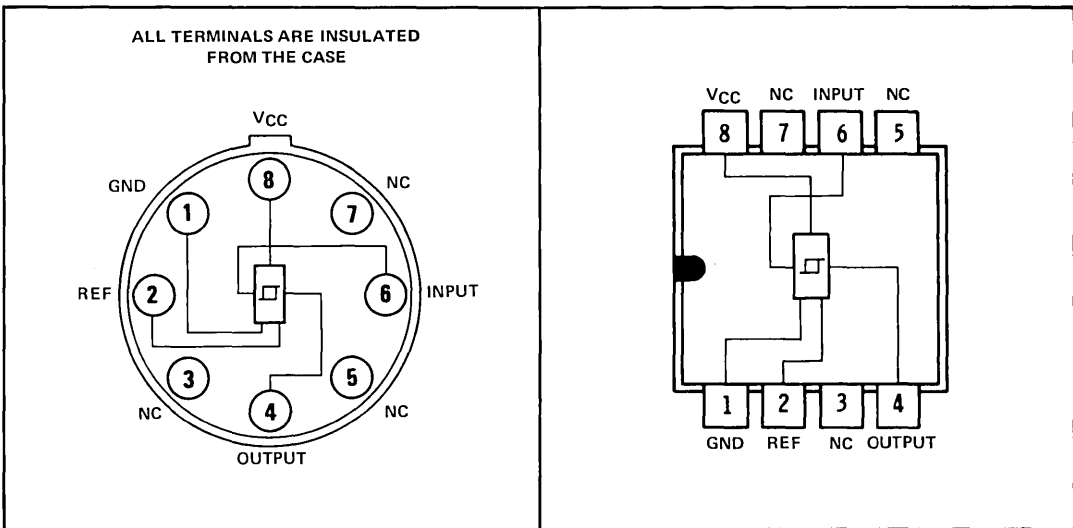 ALL TERMINALS ARE INSULATED
FROM THE CASE
VCC
GND
NC
8
1
7
REF
2
6
INPUT
3
5
4
NC
NC
OUTPUT
VCC NC INPUT NC
8 7 6 5
1 2 3 4
GND REF NC OUTPUT